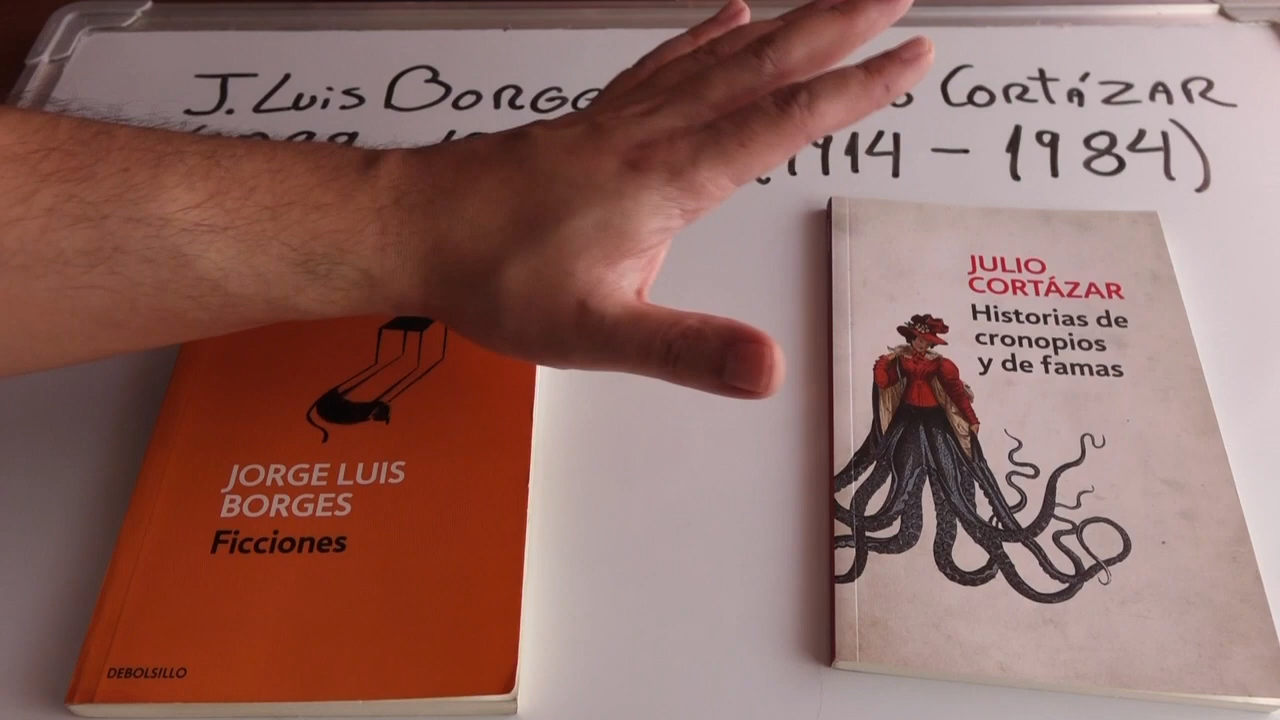 J. Luis Borge
Cortázar
(1914 - 1984)
JORGE LUIS
BORGES
Ficciones
DEBOLSILLO
JULIO
CORTÁZAR
Historias de
cronopios
y de famas